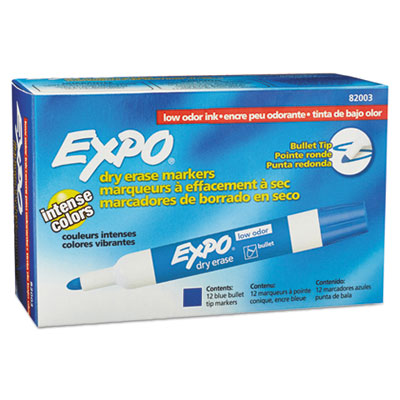 82003
low odor ink • encre peu odorante • tinta de bajo olor
EXPO®
Bullet Tip
Pointe ronde
Punta redonda
dry erase markers
marqueurs à effacement à sec
marcadores de borrado en seco
intense
colors
couleurs intenses
colores vibrantes
EXPO®
dry erase
low odor
bullet
Contents:
12 blue bullet
tip markers
Contenu:
12 marqueurs à pointe
conique, encre bleue
Contenido:
12 marcadores azules
punta de bala
82003